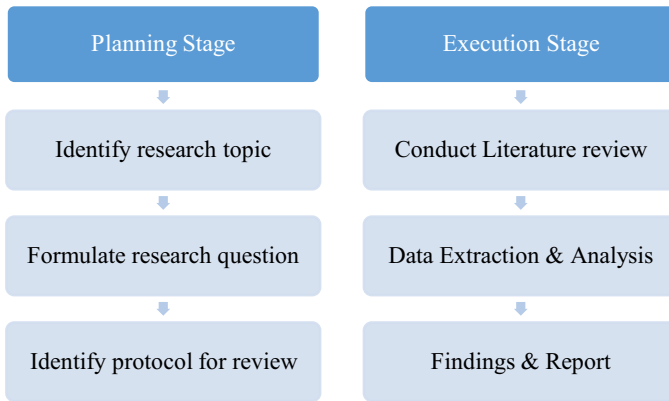 Planning Stage
Identify research topic
Formulate research question
Identify protocol for review
Execution Stage
Conduct Literature review
Data Extraction & Analysis
Findings & Report